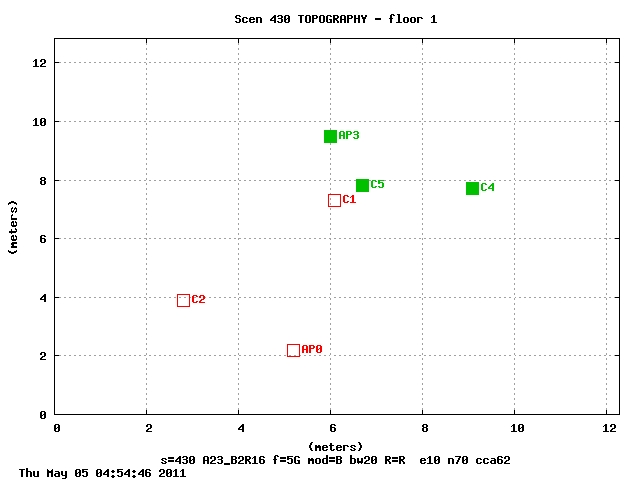 Scen 430 TOPOGRAPHY - floor 1
12
10
8
6
4
2
0
(meters)
AP3
C5
C4
C1
C2
AP0
0 2 4 6 8 10 12
(meters)
s=430 A23_B2R16 f=5G mod=B bw20 R=R e10 n70 cca62
Thu May 05 04:54:46 2011